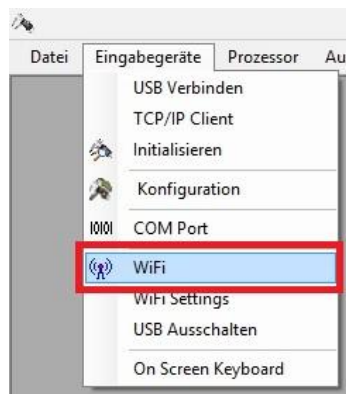 Datei Eingabegeräte Prozessor Au
USB Verbinden
TCP/IP Client
Initialisieren
Konfiguration
COM Port
WiFi
WiFi Settings
USB Ausschalten
On Screen Keyboard